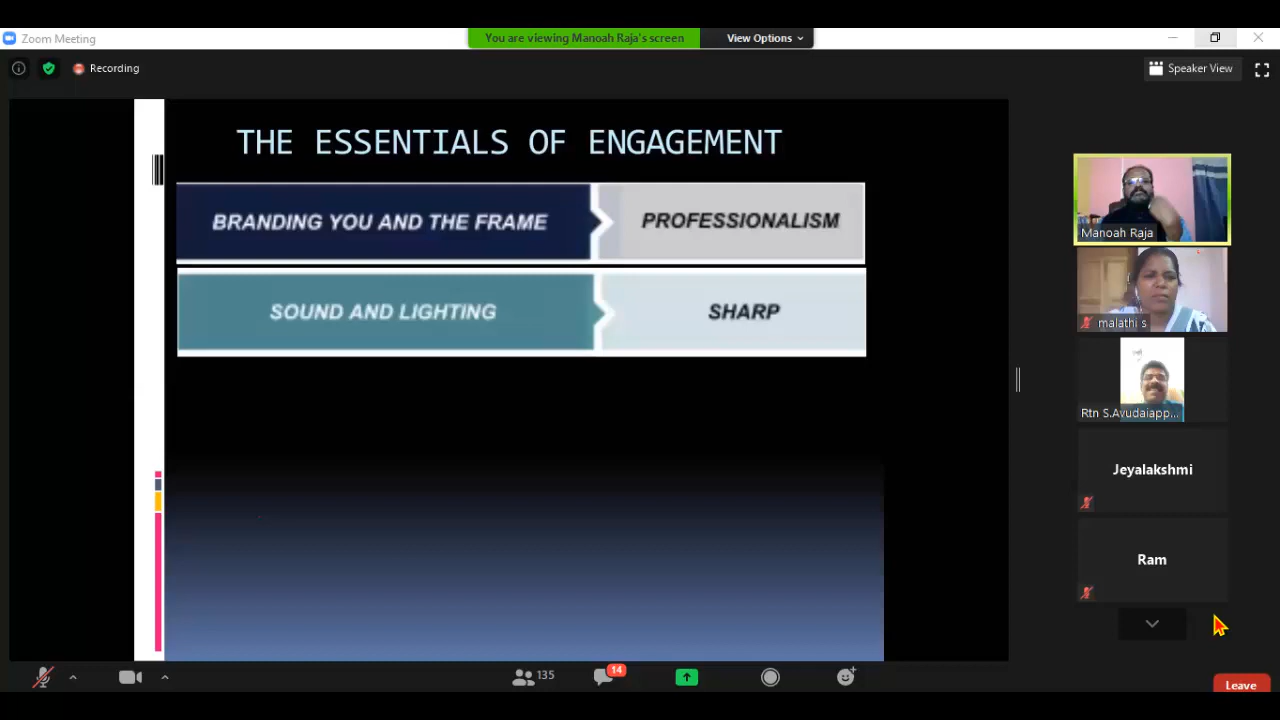 Zoom Meeting
You are viewing Manoah Raja's screen
View Options
Recording
Speaker View
THE ESSENTIALS OF ENGAGEMENT
BRANDING YOU AND THE FRAME
PROFESSIONALISM
SOUND AND LIGHTING
SHARP
Manoah Raja
malathi s
Rtn S.Avudaiapp...
Jeyalakshmi
Ram
135
14
Leave